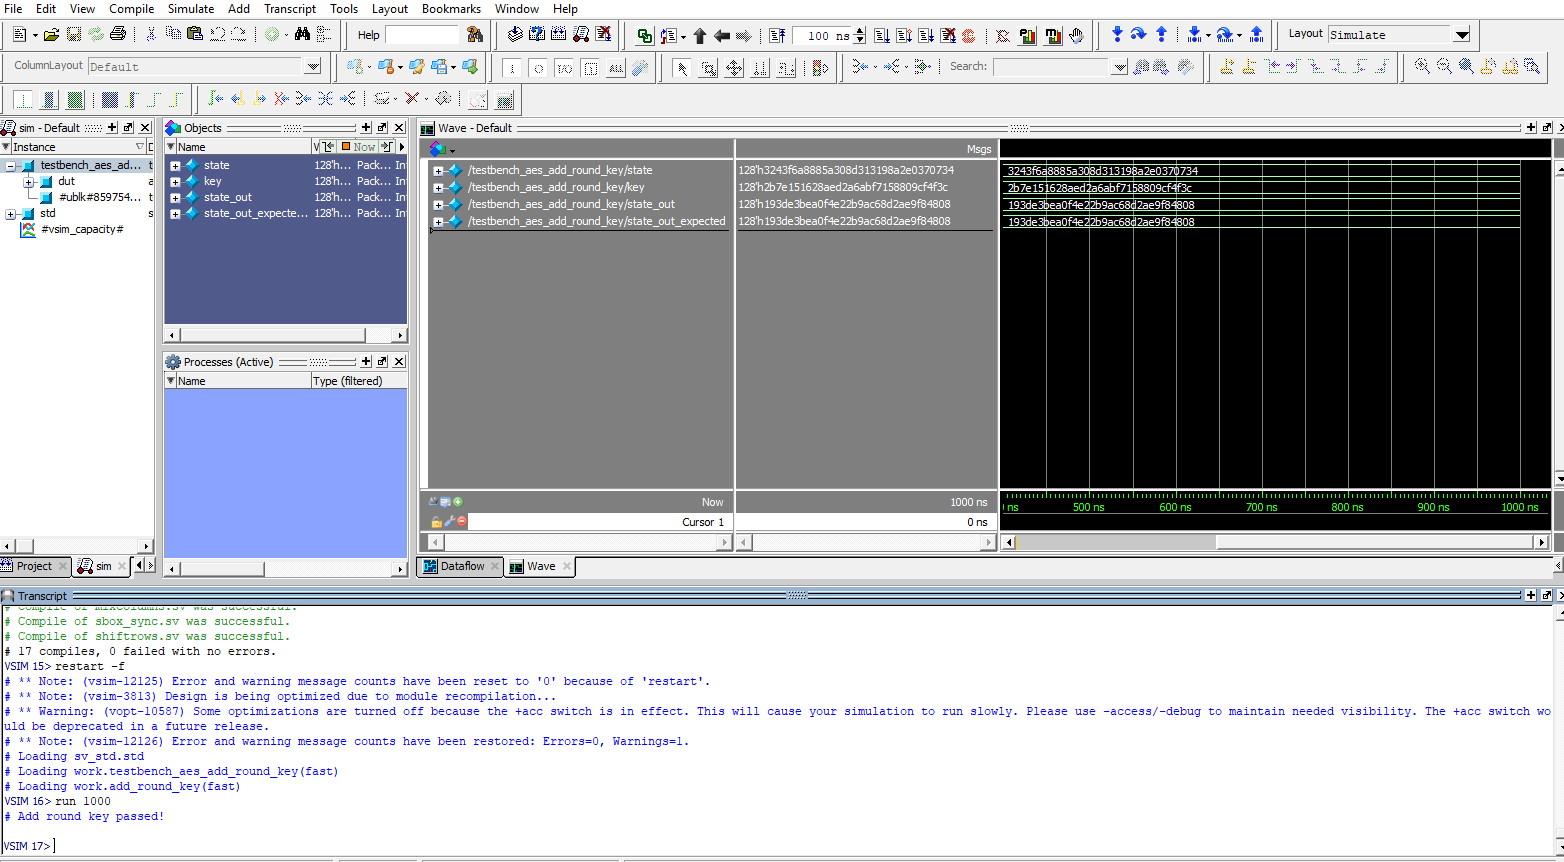 File Edit View Compile Simulate Add Transcript Tools Layout Bookmarks Window Help
Help 100 ns Layout Simulate
ColumnLayout Default Search:
sim - Default
Instance
testbench_aes_ad...
dut
#ublk#859754...
std
#vsim_capacity#
Project sim
Objects
Name Now
state 128'h... Pack... Int
key 128'h... Pack... Int
state_out 128'h... Pack... Int
state_out_expecte... 128'h... Pack... Int
Processes (Active)
Name Type (filtered)
Wave - Default
Msgs
/testbench_aes_add_round_key/state 128'h3243f6a8885a308d313198a2e0370734 3243f6a8885a308d313198a2e0370734
/testbench_aes_add_round_key/key 128'h2b7e151628aed2a6abf7158809cf4f3c 2b7e151628aed2a6abf7158809cf4f3c
/testbench_aes_add_round_key/state_out 128'h193de3bea0f4e22b9ac68d2ae9f84808 193de3bea0f4e22b9ac68d2ae9f84808
/testbench_aes_add_round_key/state_out_expected 128'h193de3bea0f4e22b9ac68d2ae9f84808 193de3bea0f4e22b9ac68d2ae9f84808
Now 1000 ns ns 500 ns 600 ns 700 ns 800 ns 900 ns 1000 ns
Cursor 1 0 ns
Dataflow Wave
Transcript
# Compile of mixcolumns.sv was successful.
# Compile of sbox_sync.sv was successful.
# Compile of shiftrows.sv was successful.
# 17 compiles, 0 failed with no errors.
VSIM 15> restart -f
# ** Note: (vsim-12125) Error and warning message counts have been reset to '0' because of 'restart'.
# ** Note: (vsim-3813) Design is being optimized due to module recompilation...
# ** Warning: (vopt-10587) Some optimizations are turned off because the +acc switch is in effect. This will cause your simulation to run slowly. Please use -access/-debug to maintain needed visibility. The +acc switch wo
uld be deprecated in a future release.
# ** Note: (vsim-12126) Error and warning message counts have been restored: Errors=0, Warnings=1.
# Loading sv_std.std
# Loading work.testbench_aes_add_round_key(fast)
# Loading work.add_round_key(fast)
VSIM 16> run 1000
# Add round key passed!
VSIM 17>